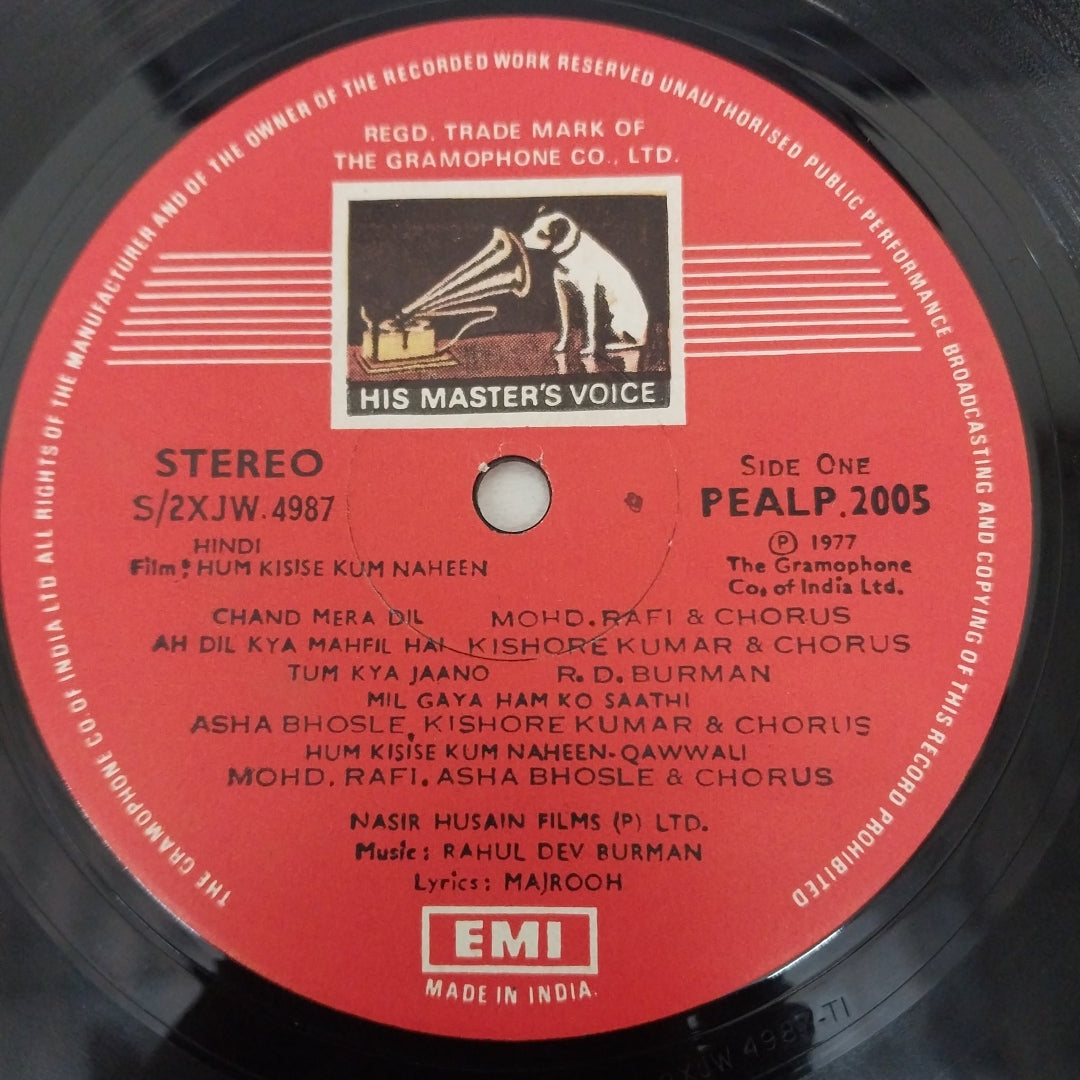 THE GRAMOPHONE CO OF INDIA LTD ALL RIGHTS OF THE MANUFACTURER AND OF THE OWNER OF THE RECORDED WORK RESERVED UNAUTHORISED PUBLIC PERFORMANCE BROADCASTING AND COPYING OF THIS RECORD PROHIBITED
REGD. TRADE MARK OF
THE GRAMOPHONE CO., LTD.
HIS MASTER'S VOICE
STEREO
S/2XJW.4987
SIDE ONE
PEALP.2005
Ⓟ 1977
The Gramophone
Co. of India Ltd.
HINDI
Film: HUM KISISE KUM NAHEEN
CHAND MERA DIL MOHD. RAFI & CHORUS
AH DIL KYA MAHFIL HAI KISHORE KUMAR & CHORUS
TUM KYA JAANO R. D. BURMAN
MIL GAYA HAM KO SAATHI
ASHA BHOSLE, KISHORE KUMAR & CHORUS
HUM KISISE KUM NAHEEN-QAWWALI
MOHD. RAFI. ASHA BHOSLE & CHORUS
NASIR HUSAIN FILMS (P) LTD.
Music: RAHUL DEV BURMAN
Lyrics: MAJROOH
EMI
MADE IN INDIA.
2XJW 4987-T1